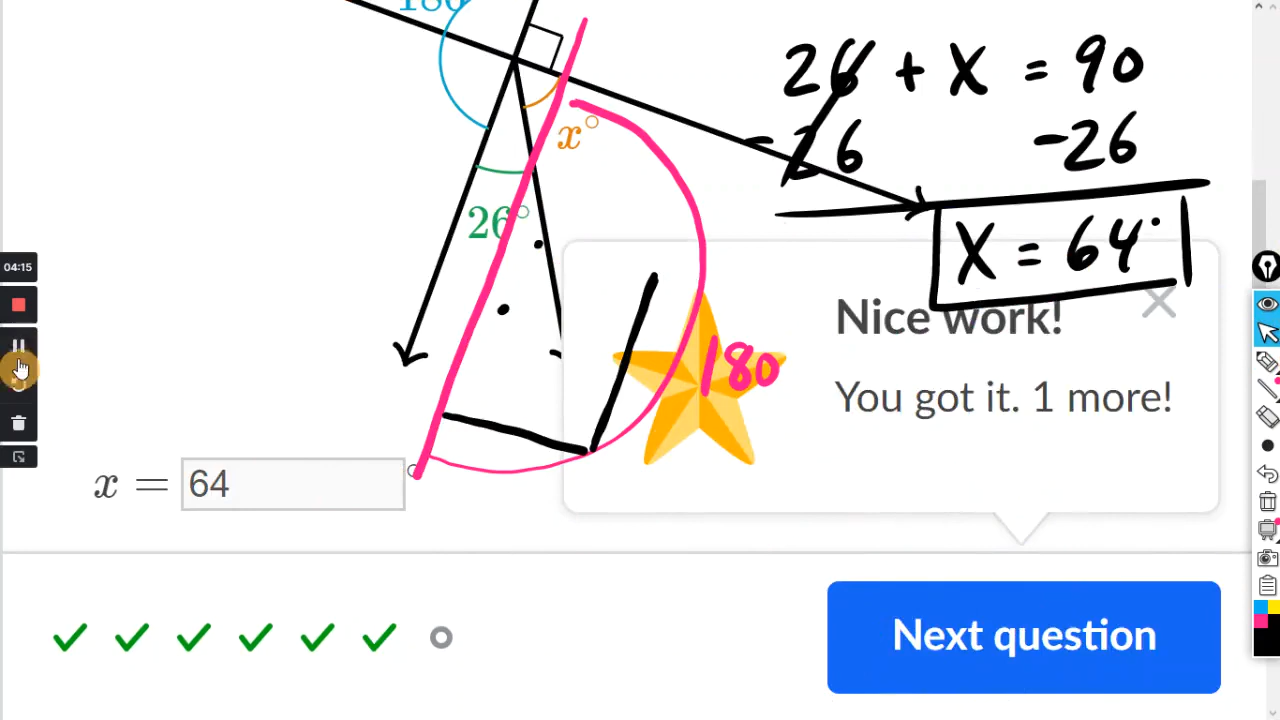 180
26 + X = 90
- 26 -26
X = 64°
x°
26°
180
Nice work!
You got it. 1 more!
04:15
x = 64 °
Next question